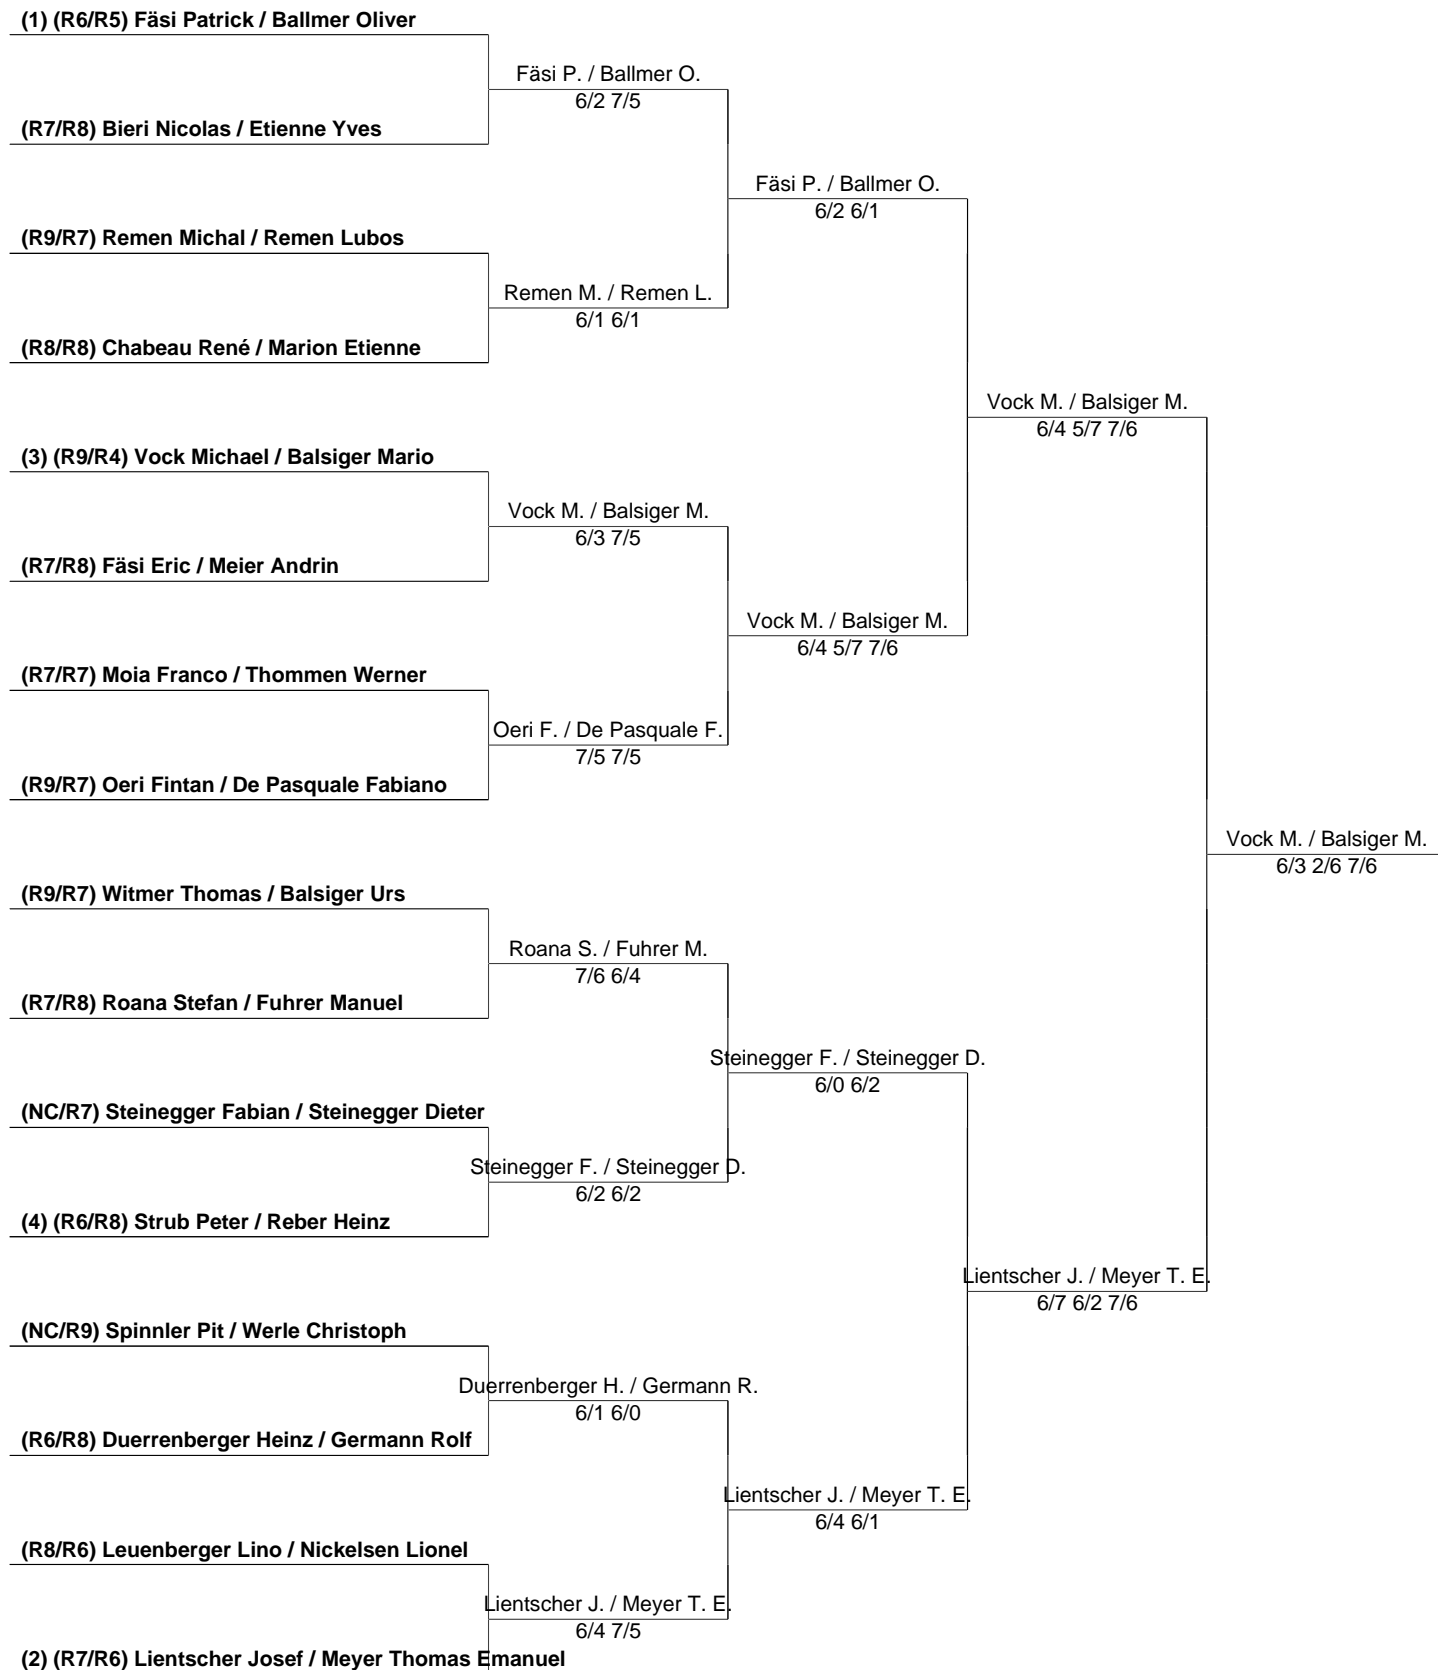 (1) (R6/R5) Fäsi Patrick / Ballmer Oliver
Fäsi P. / Ballmer O.
6/2 7/5
(R7/R8) Bieri Nicolas / Etienne Yves
Fäsi P. / Ballmer O.
6/2 6/1
(R9/R7) Remen Michal / Remen Lubos
Remen M. / Remen L.
6/1 6/1
(R8/R8) Chabeau René / Marion Etienne
Vock M. / Balsiger M.
6/4 5/7 7/6
(3) (R9/R4) Vock Michael / Balsiger Mario
Vock M. / Balsiger M.
6/3 7/5
(R7/R8) Fäsi Eric / Meier Andrin
Vock M. / Balsiger M.
6/4 5/7 7/6
(R7/R7) Moia Franco / Thommen Werner
Oeri F. / De Pasquale F.
7/5 7/5
(R9/R7) Oeri Fintan / De Pasquale Fabiano
Vock M. / Balsiger M.
6/3 2/6 7/6
(R9/R7) Witmer Thomas / Balsiger Urs
Roana S. / Fuhrer M.
7/6 6/4
(R7/R8) Roana Stefan / Fuhrer Manuel
Steinegger F. / Steinegger D.
6/0 6/2
(NC/R7) Steinegger Fabian / Steinegger Dieter
Steinegger F. / Steinegger D.
6/2 6/2
(4) (R6/R8) Strub Peter / Reber Heinz
Lientscher J. / Meyer T. E.
6/7 6/2 7/6
(NC/R9) Spinnler Pit / Werle Christoph
Duerrenberger H. / Germann R.
6/1 6/0
(R6/R8) Duerrenberger Heinz / Germann Rolf
Lientscher J. / Meyer T. E.
6/4 6/1
(R8/R6) Leuenberger Lino / Nickelsen Lionel
Lientscher J. / Meyer T. E.
6/4 7/5
(2) (R7/R6) Lientscher Josef / Meyer Thomas Emanuel